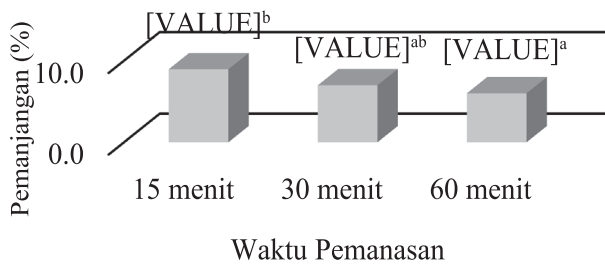 [VALUE]ᵇ
[VALUE]ᵃᵇ
[VALUE]ᵃ
Pemanjangan (%)
10.0
0.0
15 menit
30 menit
60 menit
Waktu Pemanasan